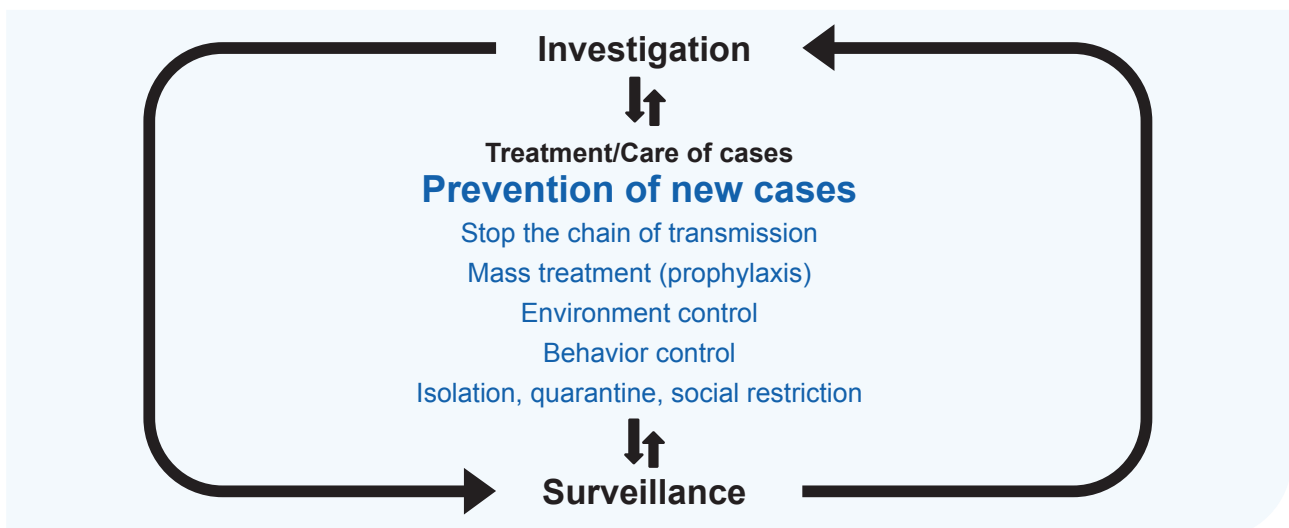 Investigation
Treatment/Care of cases
Prevention of new cases
Stop the chain of transmission
Mass treatment (prophylaxis)
Environment control
Behavior control
Isolation, quarantine, social restriction
Surveillance